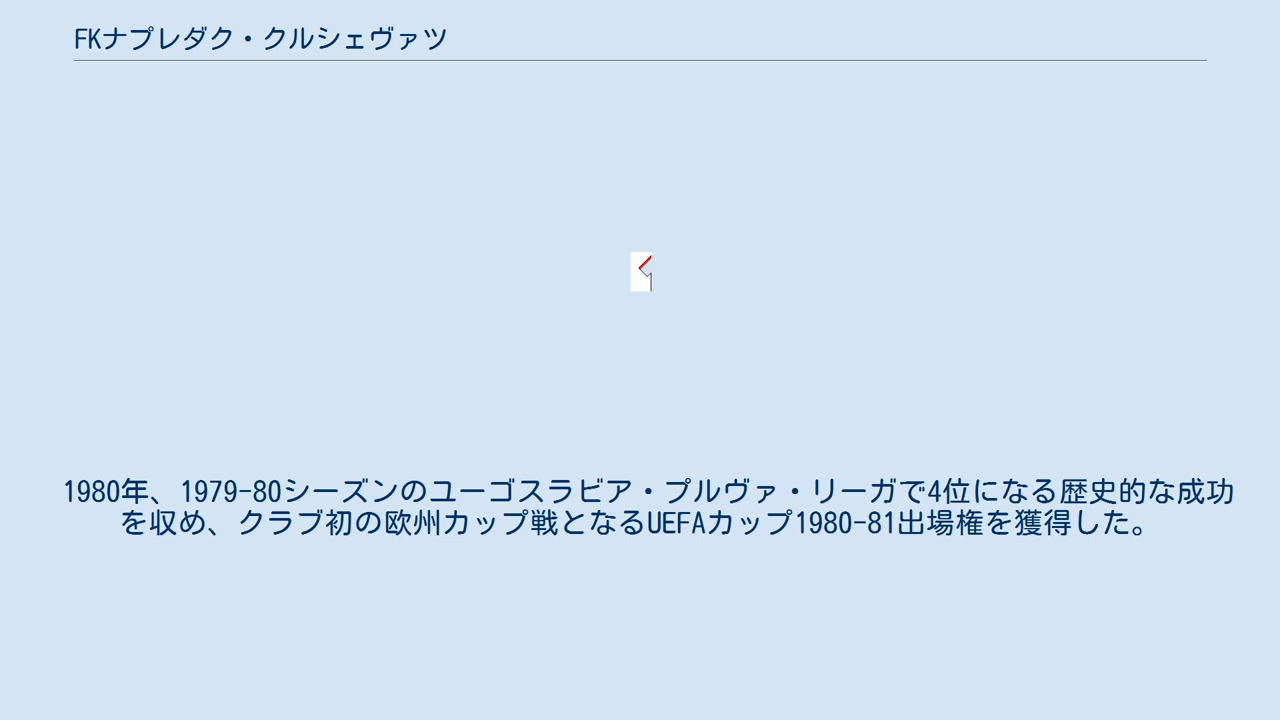 FKナプレダク・クルシェヴァツ
1980年、1979-80シーズンのユーゴスラビア・プルヴァ・リーガで4位になる歴史的な成功
を収め、クラブ初の欧州カップ戦となるUEFAカップ1980-81出場権を獲得した。